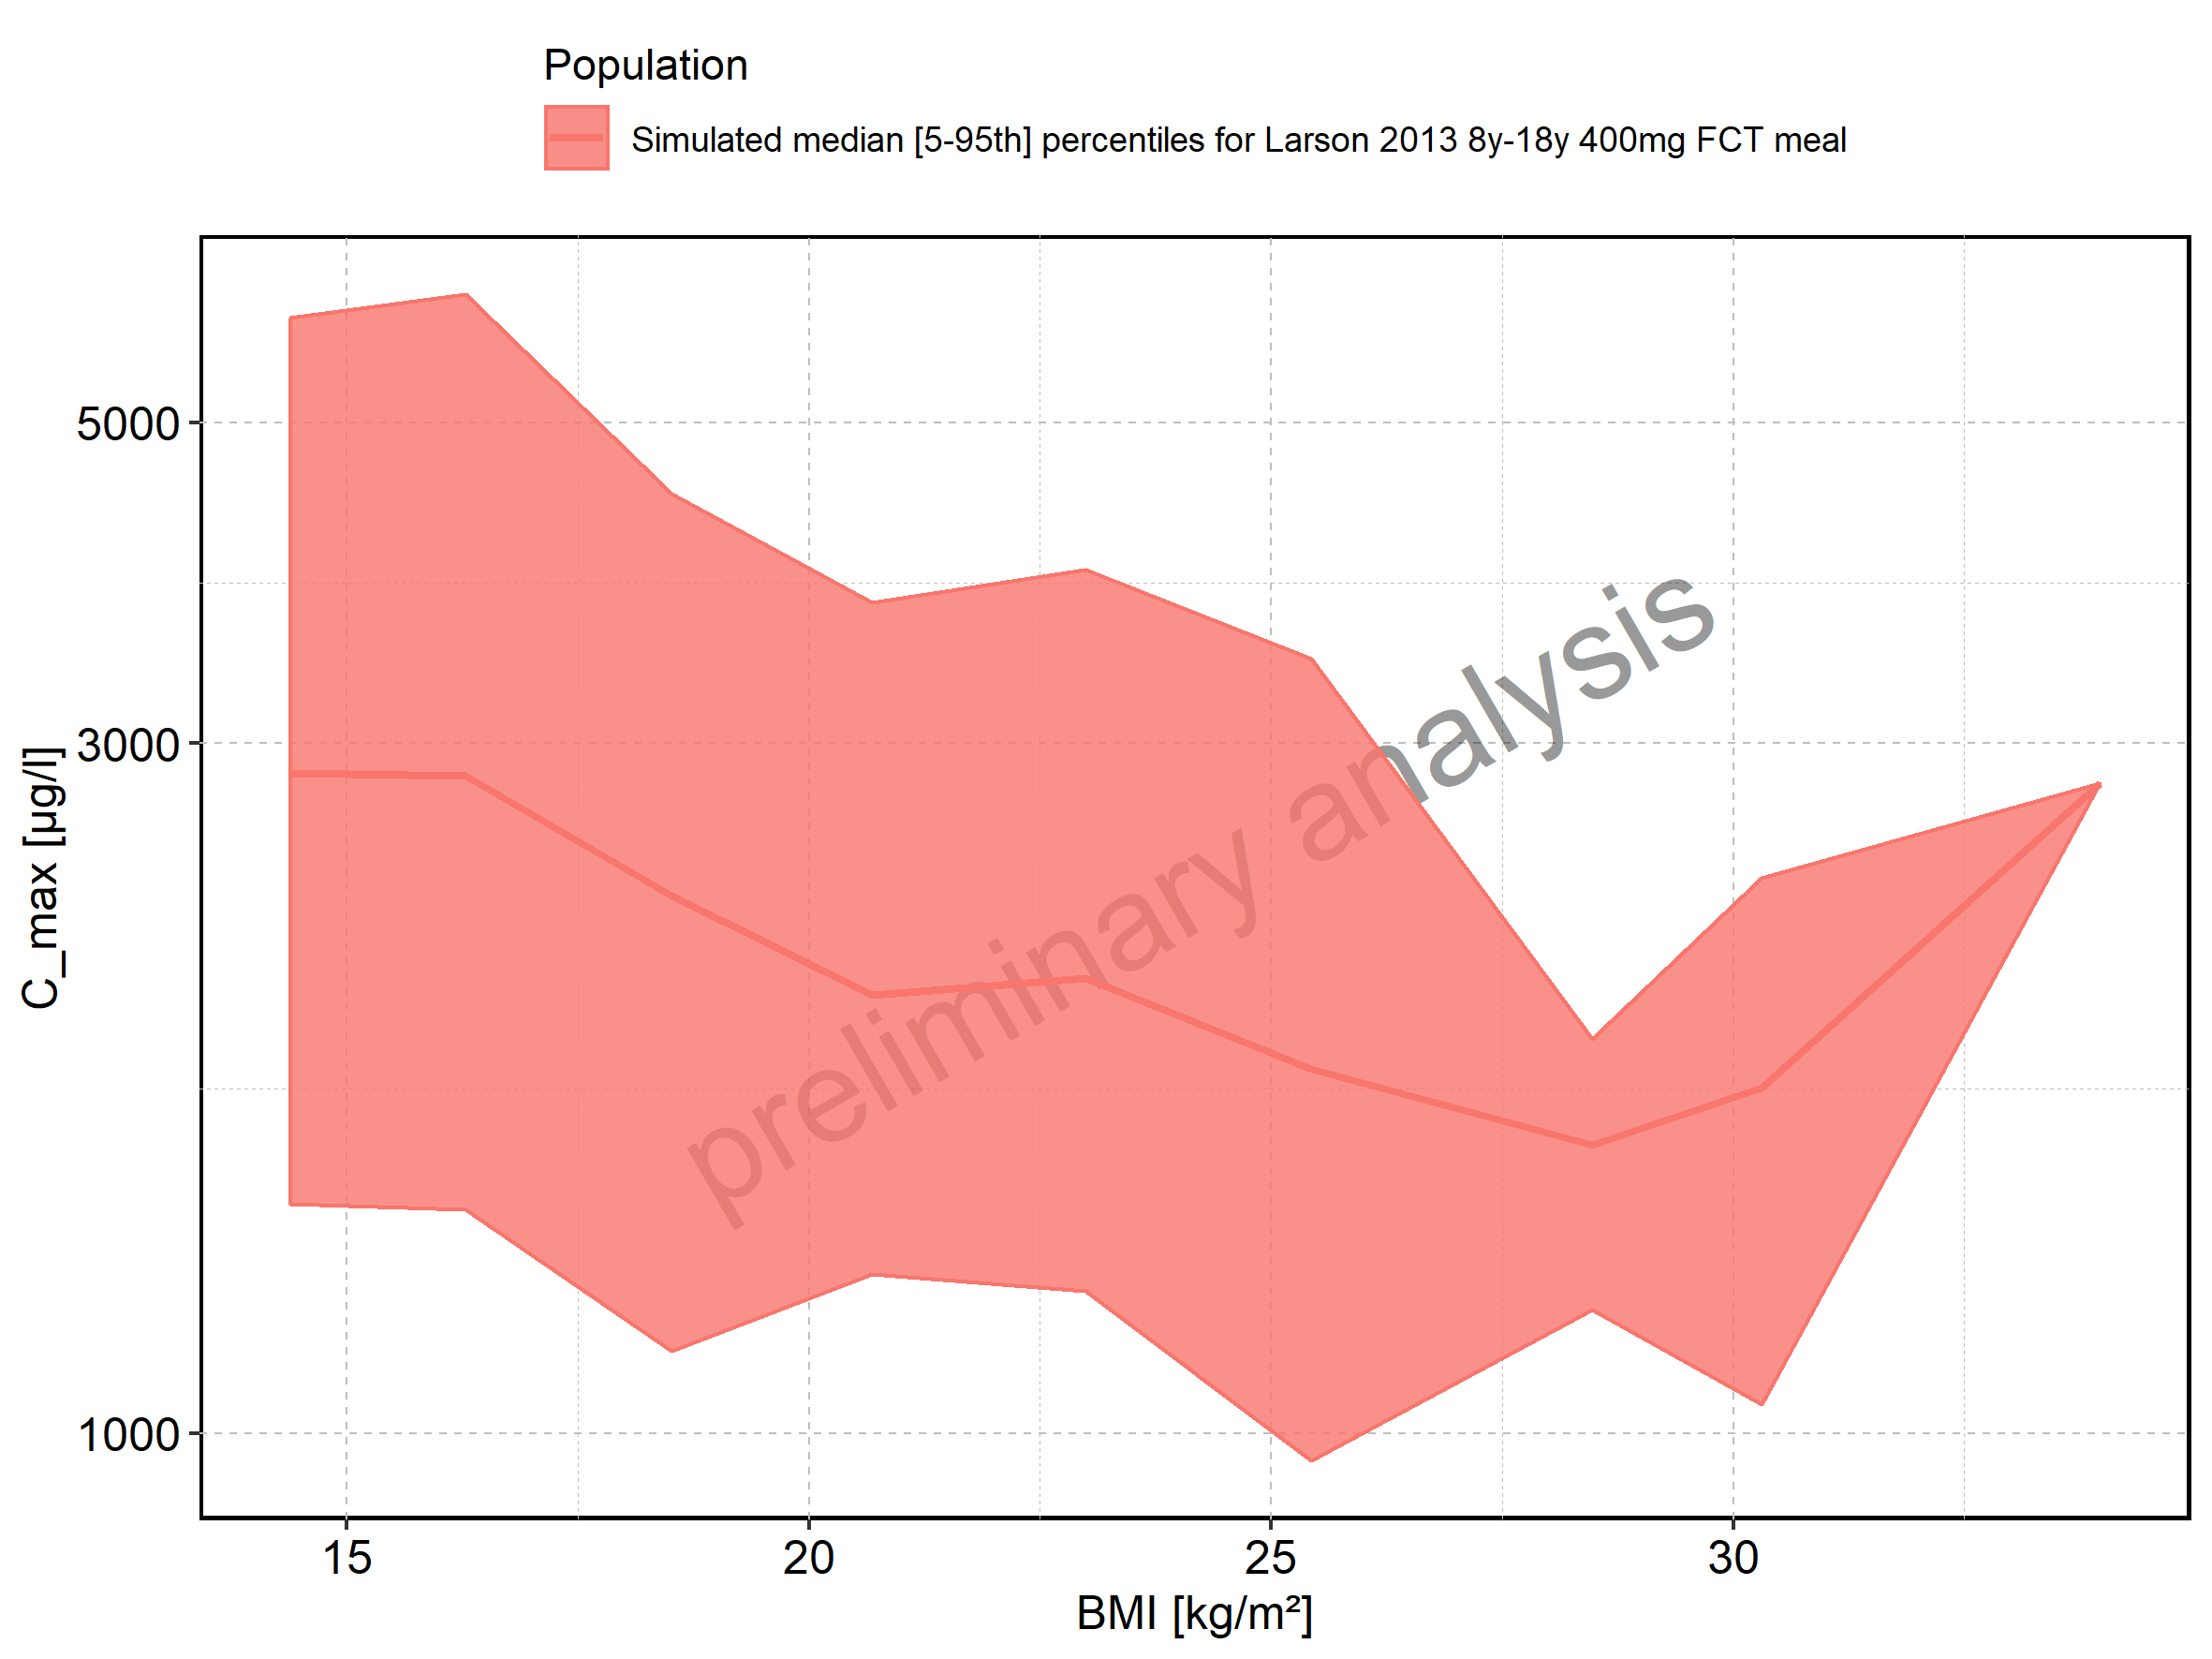 Population
Simulated median [5-95th] percentiles for Larson 2013 8y-18y 400mg FCT meal
5000
3000
1000
C_max [µg/l]
preliminary analysis
15 20 25 30
BMI [kg/m²]